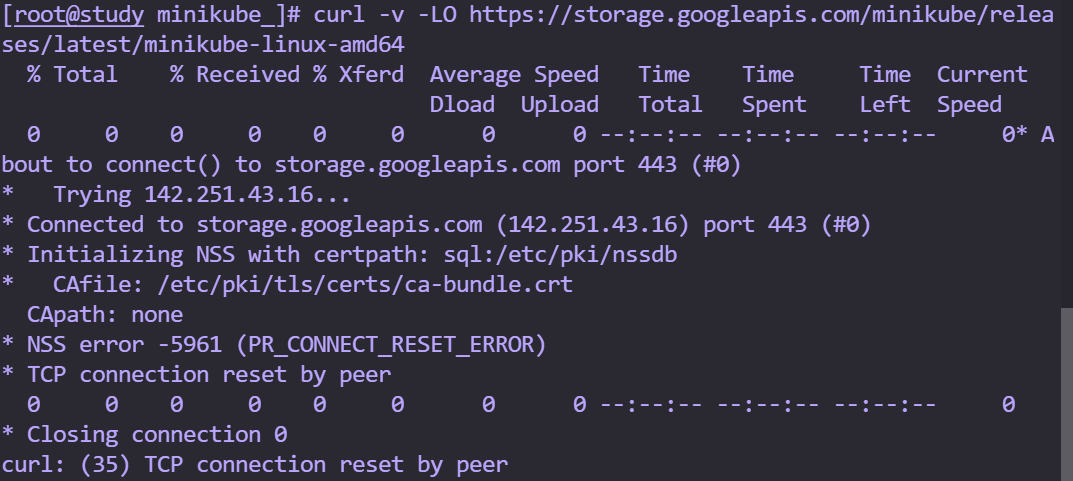 [root@study minikube_]# curl -v -LO https://storage.googleapis.com/minikube/relea
ses/latest/minikube-linux-amd64
  % Total    % Received % Xferd  Average Speed   Time    Time     Time  Current
                                 Dload  Upload   Total   Spent    Left  Speed
  0     0    0     0    0     0      0      0 --:--:-- --:--:-- --:--:--     0* A
bout to connect() to storage.googleapis.com port 443 (#0)
*   Trying 142.251.43.16...
* Connected to storage.googleapis.com (142.251.43.16) port 443 (#0)
* Initializing NSS with certpath: sql:/etc/pki/nssdb
*   CAfile: /etc/pki/tls/certs/ca-bundle.crt
  CApath: none
* NSS error -5961 (PR_CONNECT_RESET_ERROR)
* TCP connection reset by peer
  0     0    0     0    0     0      0      0 --:--:-- --:--:-- --:--:--     0
* Closing connection 0
curl: (35) TCP connection reset by peer